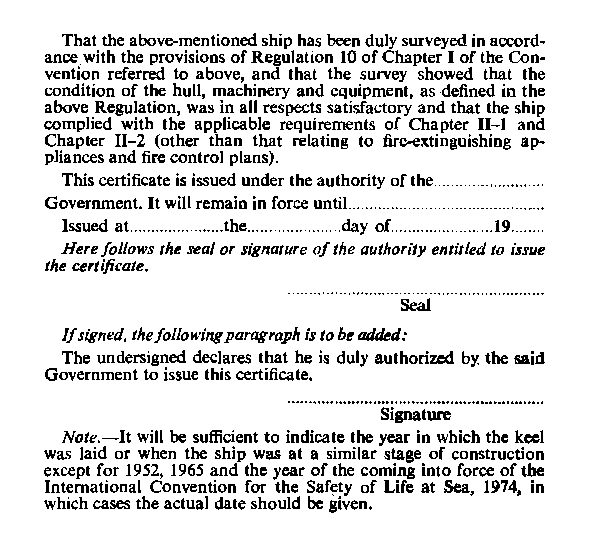 That the above-mentioned ship has been duly surveyed in accord-
ance with the provisions of Regulation 10 of Chapter I of the Con-
vention referred to above, and that the survey showed that the
condition of the hull, machinery and equipment, as defined in the
above Regulation, was in all respects satisfactory and that the ship
complied with the applicable requirements of Chapter II–1 and
Chapter II–2 (other than that relating to fire-extinguishing ap-
pliances and fire control plans).
This certificate is issued under the authority of the........................
Government. It will remain in force until...........................................
Issued at.....................the.....................day of......................19........
Here follows the seal or signature of the authority entitled to issue
the certificate.
........................................................
Seal
If signed, the following paragraph is to be added:
The undersigned declares that he is duly authorized by the said
Government to issue this certificate.
........................................................
Signature
Note.—It will be sufficient to indicate the year in which the keel
was laid or when the ship was at a similar stage of construction
except for 1952, 1965 and the year of the coming into force of the
International Convention for the Safety of Life at Sea, 1974, in
which cases the actual date should be given.